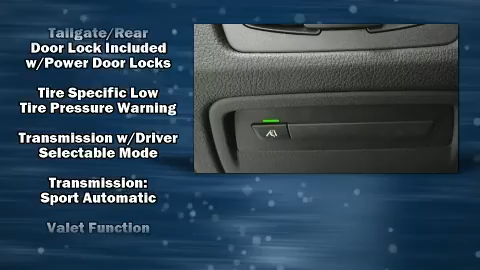 Tailgate/Rear
Door Lock Included
w/Power Door Locks
Tire Specific Low
Tire Pressure Warning
Transmission w/Driver
Selectable Mode
Transmission:
Sport Automatic
Valet Function